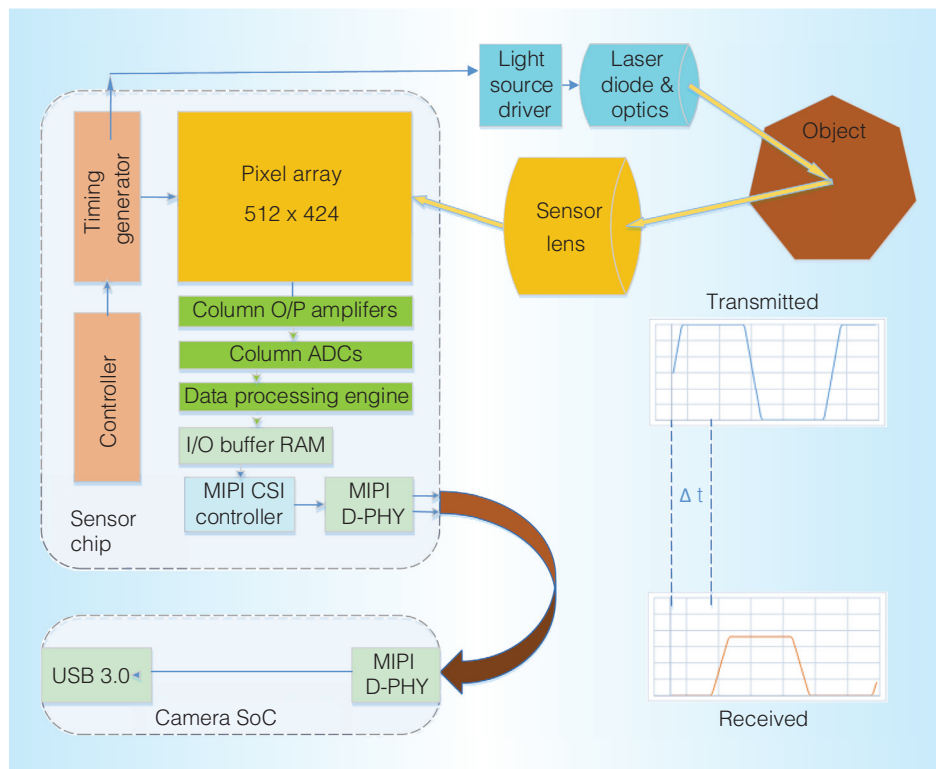 Light
source
driver
Laser
diode &
optics
Object
Timing
generator
Pixel array
512 x 424
Sensor
lens
Controller
Column O/P amplifers
Column ADCs
Data processing engine
I/O buffer RAM
MIPI CSI
controller
MIPI
D-PHY
Sensor
chip
Transmitted
Δ t
Received
USB 3.0
MIPI
D-PHY
Camera SoC